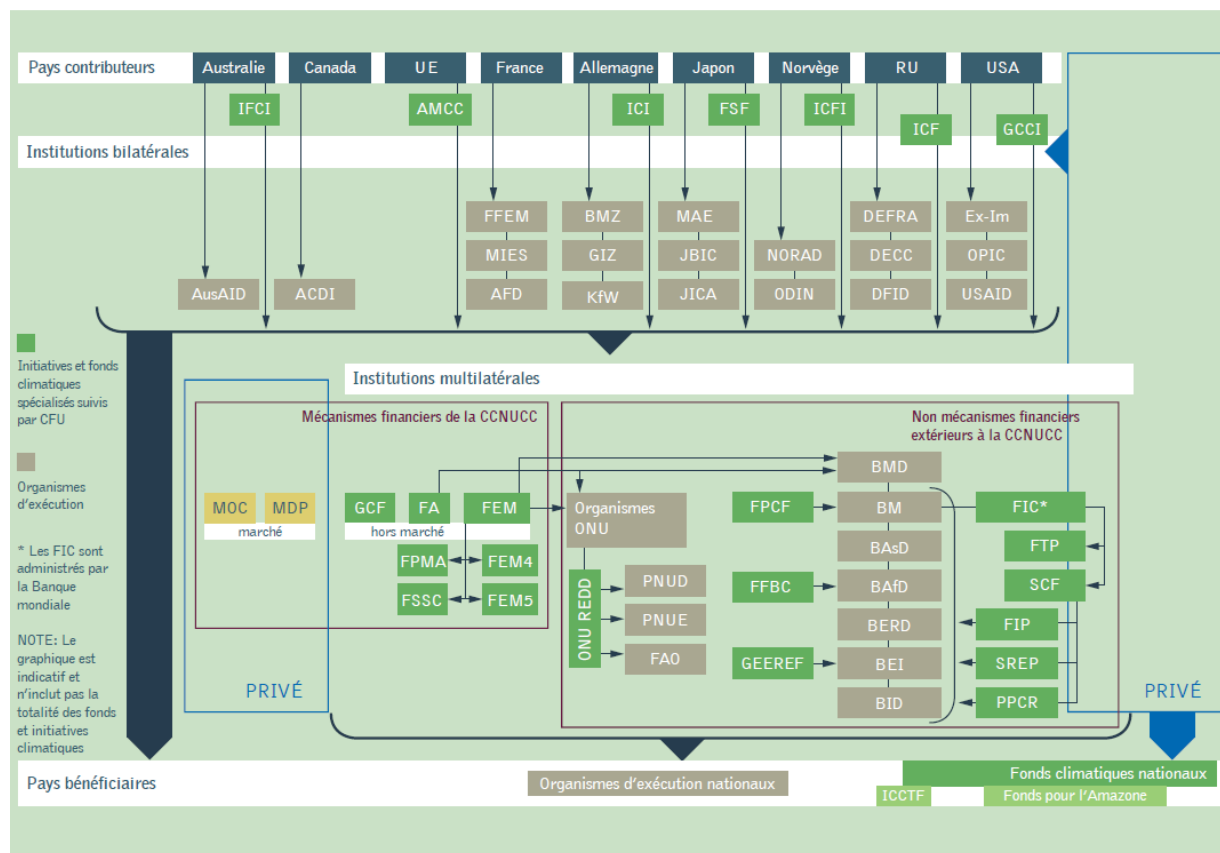 Pays contributeurs
Australie
Canada
UE
France
Allemagne
Japon
Norvège
RU
USA
IFCI
AMCC
ICI
FSF
ICFI
ICF
GCCI
Institutions bilatérales
FFEM
BMZ
MAE
DEFRA
Ex-Im
MIES
GIZ
JBIC
NORAD
DECC
OPIC
AusAID
ACDI
AFD
KfW
JICA
ODIN
DFID
USAID
Initiatives et fonds
climatiques
spécialisés suivis
par CFU
Organismes
d'exécution
* Les FIC sont
administrés par
la Banque
mondiale
NOTE: Le
graphique est
indicatif et
n'inclut pas la
totalité des fonds
et initiatives
climatiques
Institutions multilatérales
Mécanismes financiers de la CCNUCC
MOC
MDP
marché
GCF
FA
FEM
hors marché
FPMA
FEM4
FSSC
FEM5
PRIVÉ
Non mécanismes financiers
extérieurs à la CCNUCC
Organismes
ONU
ONU REDD
PNUD
PNUE
FAO
FPCF
FFBC
GEEREF
BMD
BM
BAsD
BAfD
BERD
BEI
BID
FIC*
FTP
SCF
FIP
SREP
PPCR
PRIVÉ
Pays bénéficiaires
Organismes d'exécution nationaux
Fonds climatiques nationaux
ICCTF
Fonds pour l'Amazone